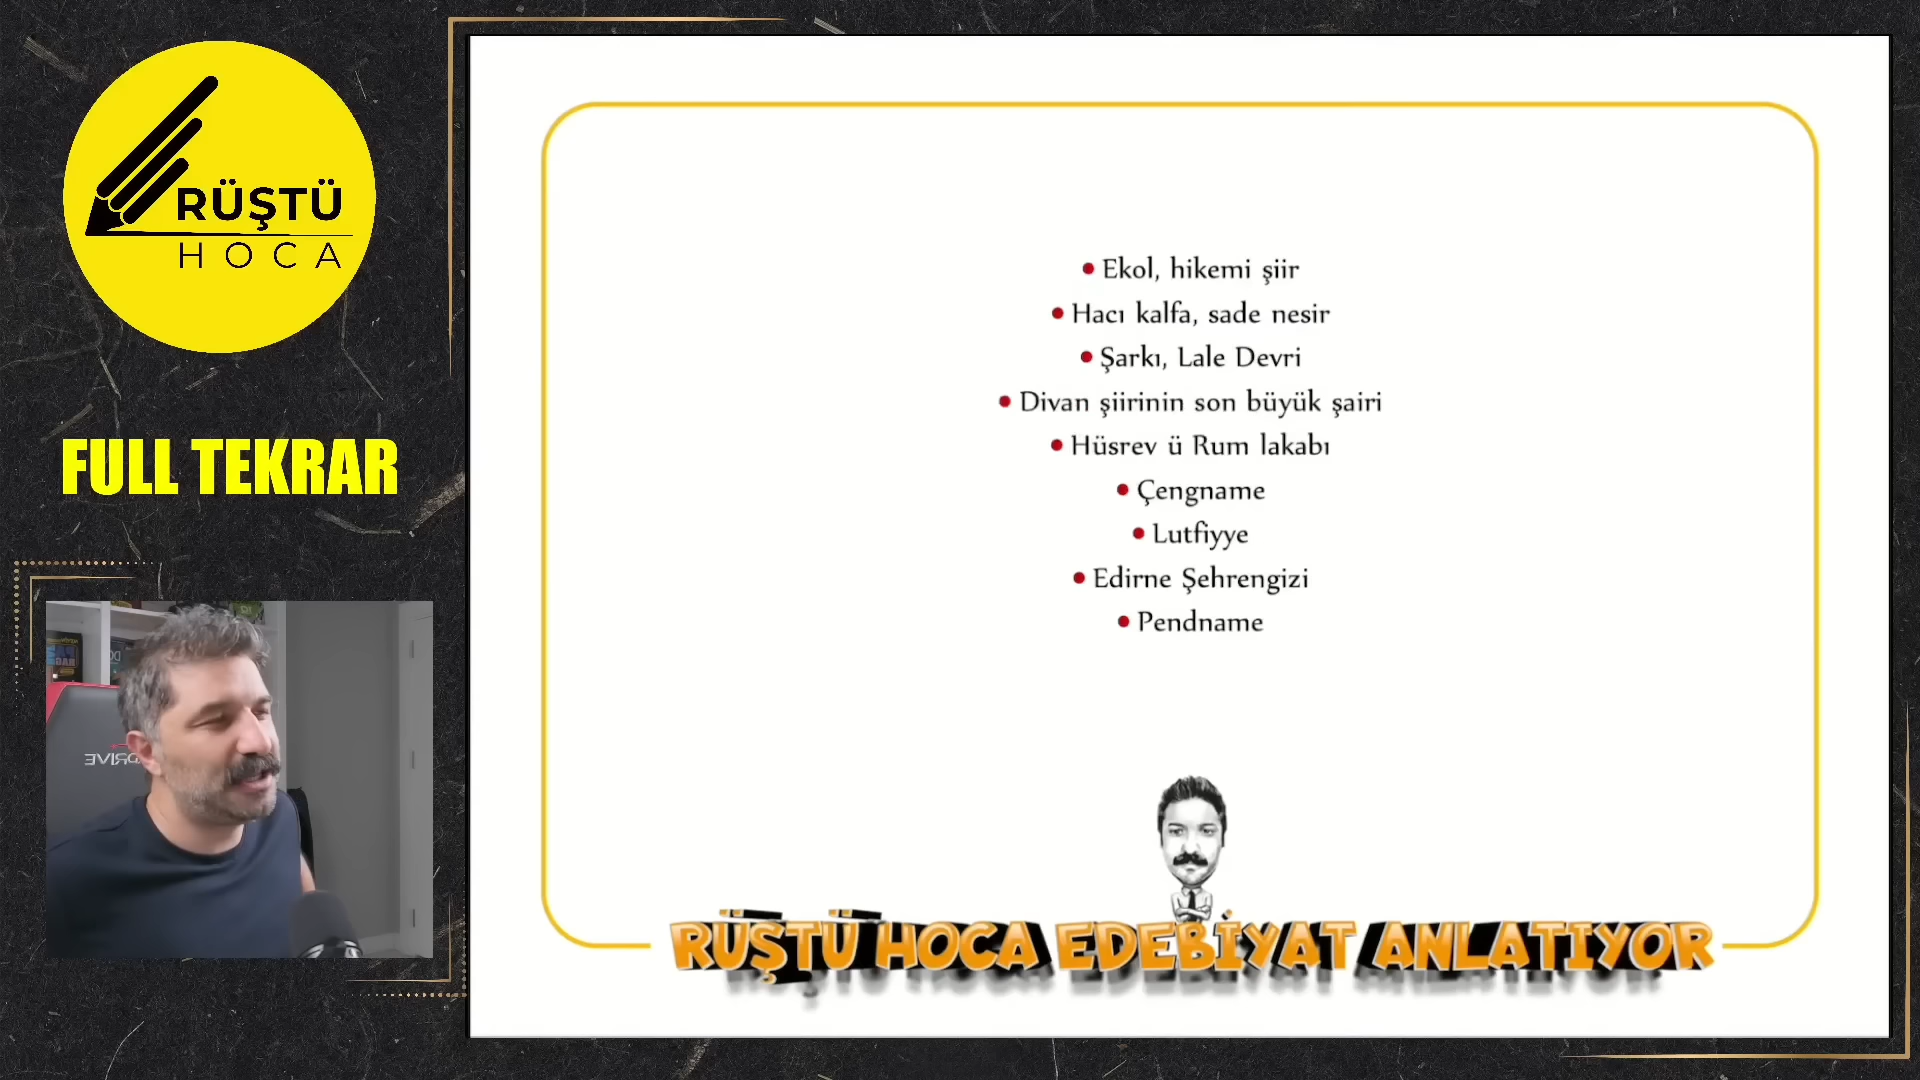 RÜŞTÜ
HOCA
FULL TEKRAR
• Ekol, hikemi şiir
• Hacı kalfa, sade nesir
• Şarkı, Lale Devri
• Divan şiirinin son büyük şairi
• Hüsrev ü Rum lakabı
• Çengname
• Lutfiyye
• Edirne Şehrengizi
• Pendname
RÜŞTÜ HOCA EDEBİYAT ANLATIYOR